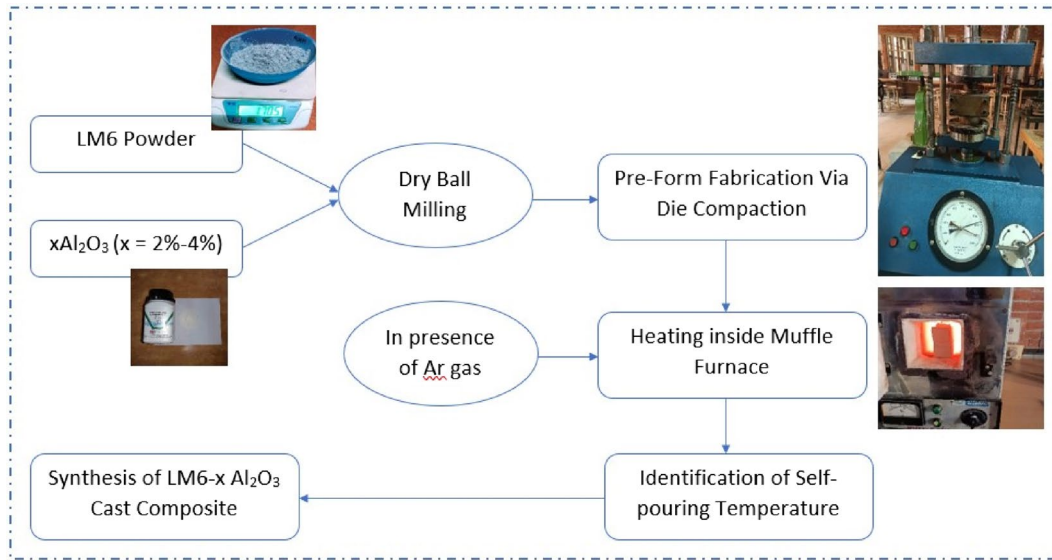 LM6 Powder
Dry Ball
Milling
Pre-Form Fabrication Via
Die Compaction
xAl₂O₃ (x = 2%-4%)
In presence
of Ar gas
Heating inside Muffle
Furnace
Synthesis of LM6-x Al₂O₃
Cast Composite
Identification of Self-
pouring Temperature